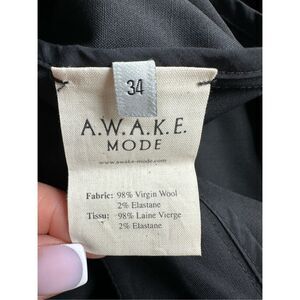 34
A.W.A.K.E.
MODE
www.awake-mode.com
Fabric: 98% Virgin Wool
2% Elastane
Tissu: 98% Laine Vierge
2% Elastane